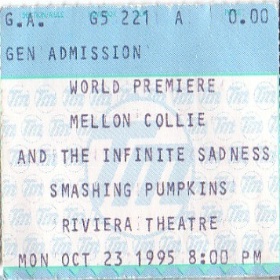 G.A. G5 221 A 0.00
GEN ADMISSION
WORLD PREMIERE
MELLON COLLIE
AND THE INFINITE SADNESS
SMASHING PUMPKINS
RIVIERA THEATRE
MON OCT 23 1995 8:00 PM